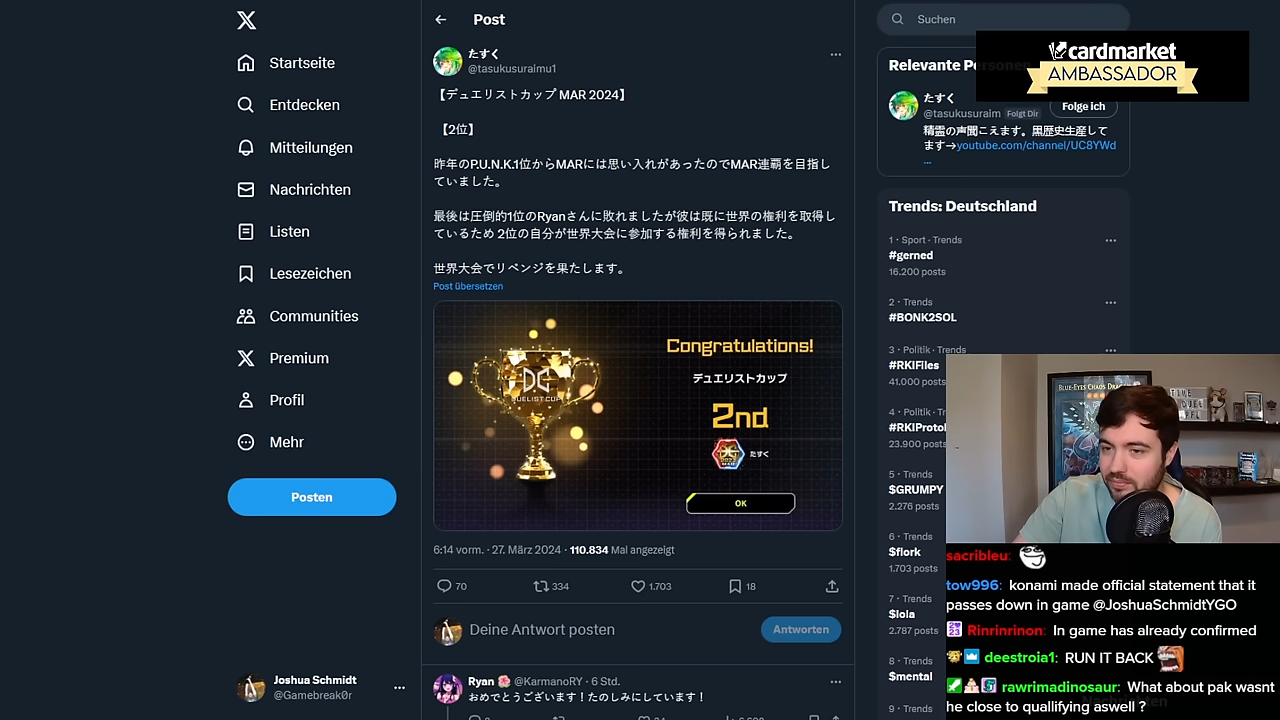 Post
Startseite
Entdecken
Mitteilungen
Nachrichten
Listen
Lesezeichen
Communities
Premium
Profil
Mehr
Posten
Joshua Schmidt
@Gamebreak0r
たすく
@tasukusuraimu1
【デュエリストカップ MAR 2024】
【2位】
昨年のP.U.N.K.1位からMARには思い入れがあったのでMAR連覇を目指し
ていました。
最後は圧倒的1位のRyanさんに敗れましたが彼は既に世界の権利を取得し
ているため 2位の自分が世界大会に参加する権利を得られました。
世界大会でリベンジを果たします。
Post übersetzen
DUELIST CUP
Congratulations!
デュエリストカップ
2nd
たすく
OK
6:14 vorm. · 27. März 2024 · 110.834 Mal angezeigt
70
334
1.703
18
Deine Antwort posten
Antworten
Ryan 🌺 @KarmanoRY · 6 Std.
おめでとうございます！たのしみにしています！
Suchen
cardmarket
AMBASSADOR
Relevante Personen
たすく
@tasukusuraim Folgt Dir
Folge ich
精霊の声聞こえます。黒歴史生産して
ます→youtube.com/channel/UC8YWd
...
Trends: Deutschland
1 · Sport · Trends
#gerned
16.200 posts
2 · Trends
#BONK2SOL
3 · Politik · Trends
#RKIFiles
41.000 posts
4 · Politik · Tr
#RKIProtol
23.900 posts
5 · Trends
$GRUMPY
2.276 posts
6 · Trends
$flork
1.703 posts
7 · Trends
$lola
2.787 posts
8 · Trends
$mental
9 · Trends
BLUE-EYES CHAOS DRA
sacribleu:
tow996: konami made official statement that it
passes down in game @JoshuaSchmidtYGO
Rinrinrinon: In game has already confirmed
deestroia1: RUN IT BACK
rawrimadinosaur: What about pak wasnt
he close to quallifying aswell ?